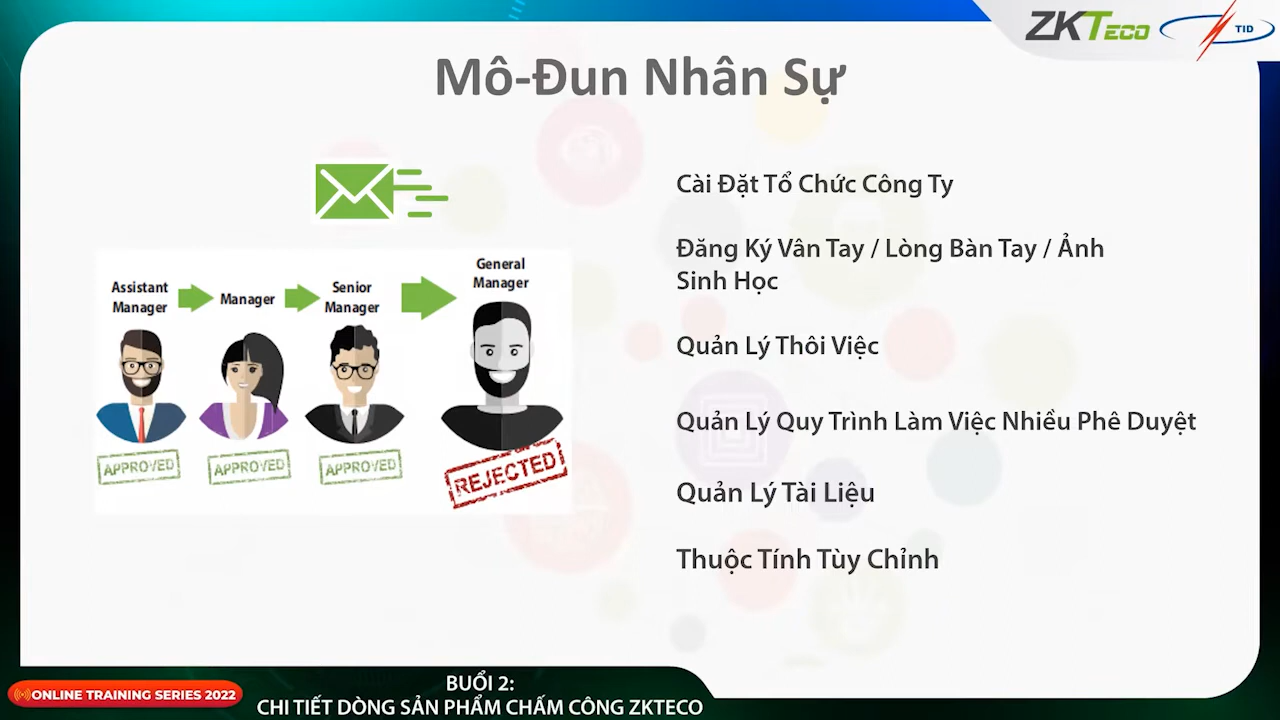 ZKTECO
TID
Mô-Đun Nhân Sự
Assistant
Manager
Manager
Senior
Manager
General
Manager
APPROVED
APPROVED
APPROVED
REJECTED
Cài Đặt Tổ Chức Công Ty
Đăng Ký Vân Tay / Lòng Bàn Tay / Ảnh
Sinh Học
Quản Lý Thôi Việc
Quản Lý Quy Trình Làm Việc Nhiều Phê Duyệt
Quản Lý Tài Liệu
Thuộc Tính Tùy Chỉnh
ONLINE TRAINING SERIES 2022
BUỔI 2:
CHI TIẾT DÒNG SẢN PHẨM CHẤM CÔNG ZKTECO